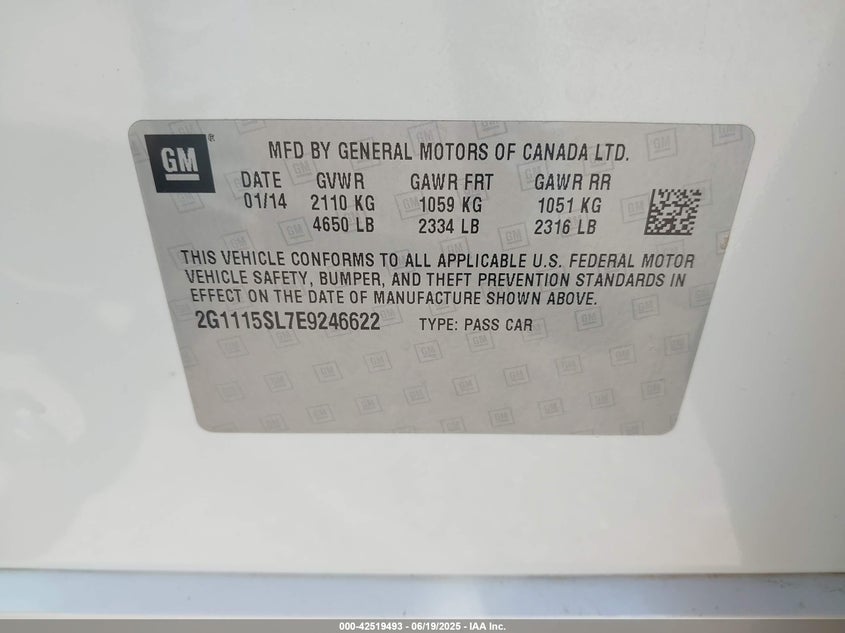 GM
MFD BY GENERAL MOTORS OF CANADA LTD.
DATE GVWR GAWR FRT GAWR RR
01/14 2110 KG 1059 KG 1051 KG
4650 LB 2334 LB 2316 LB
THIS VEHICLE CONFORMS TO ALL APPLICABLE U.S. FEDERAL MOTOR
VEHICLE SAFETY, BUMPER, AND THEFT PREVENTION STANDARDS IN
EFFECT ON THE DATE OF MANUFACTURE SHOWN ABOVE.
2G1115SL7E9246622 TYPE: PASS CAR
000-42519493 - 06/19/2025 - IAA Inc.